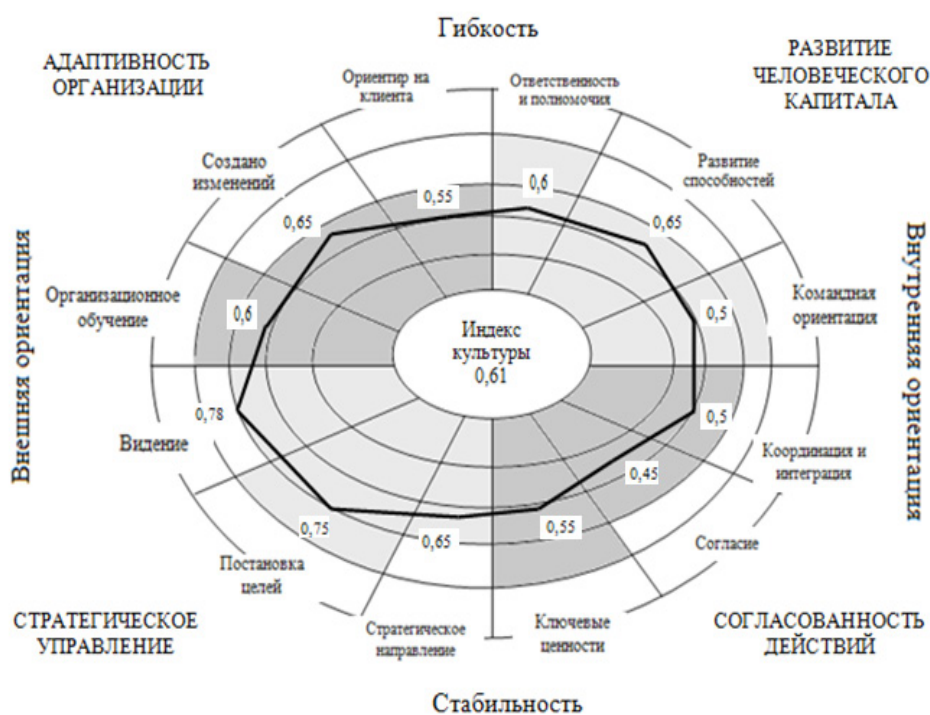 Гибкость
АДАПТИВНОСТЬ
ОРГАНИЗАЦИИ
РАЗВИТИЕ
ЧЕЛОВЕЧЕСКОГО
КАПИТАЛА
Ориентир на
клиента
Ответственность
и полномочия
Создано
изменений
Развитие
способностей
0,55
0,6
0,65
0,65
Внешняя ориентация
Внутренняя ориентация
Организационное
обучение
0,6
0,5
Командная
ориентация
Индекс
культуры
0,61
0,78
0,5
Видение
Координация и
интеграция
0,45
0,75
0,65
0,55
Согласие
Постановка
целей
Стратегическое
направление
Ключевые
ценности
СТРАТЕГИЧЕСКОЕ
УПРАВЛЕНИЕ
СОГЛАСОВАННОСТЬ
ДЕЙСТВИЙ
Стабильность